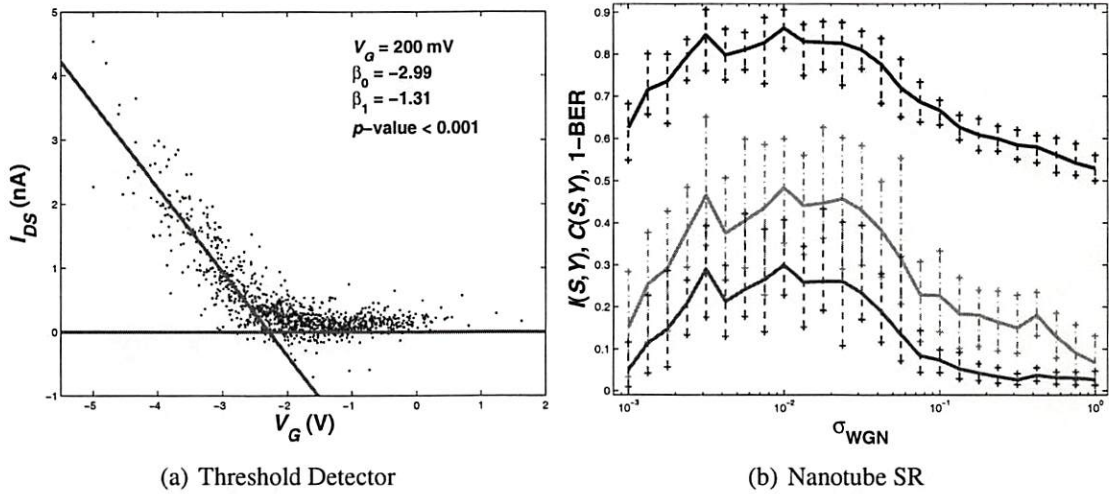 5
4
3
2
1
0
-1
I_DS (nA)
V_G = 200 mV
β_0 = −2.99
β_1 = −1.31
p−value < 0.001
-5 -4 -3 -2 -1 0 1 2
V_G (V)
(a) Threshold Detector
0.9
0.8
0.7
0.6
0.5
0.4
0.3
0.2
0.1
0
I(S,Y), C(S,Y), 1−BER
10^-3 10^-2 10^-1 10^0
σ_WGN
(b) Nanotube SR